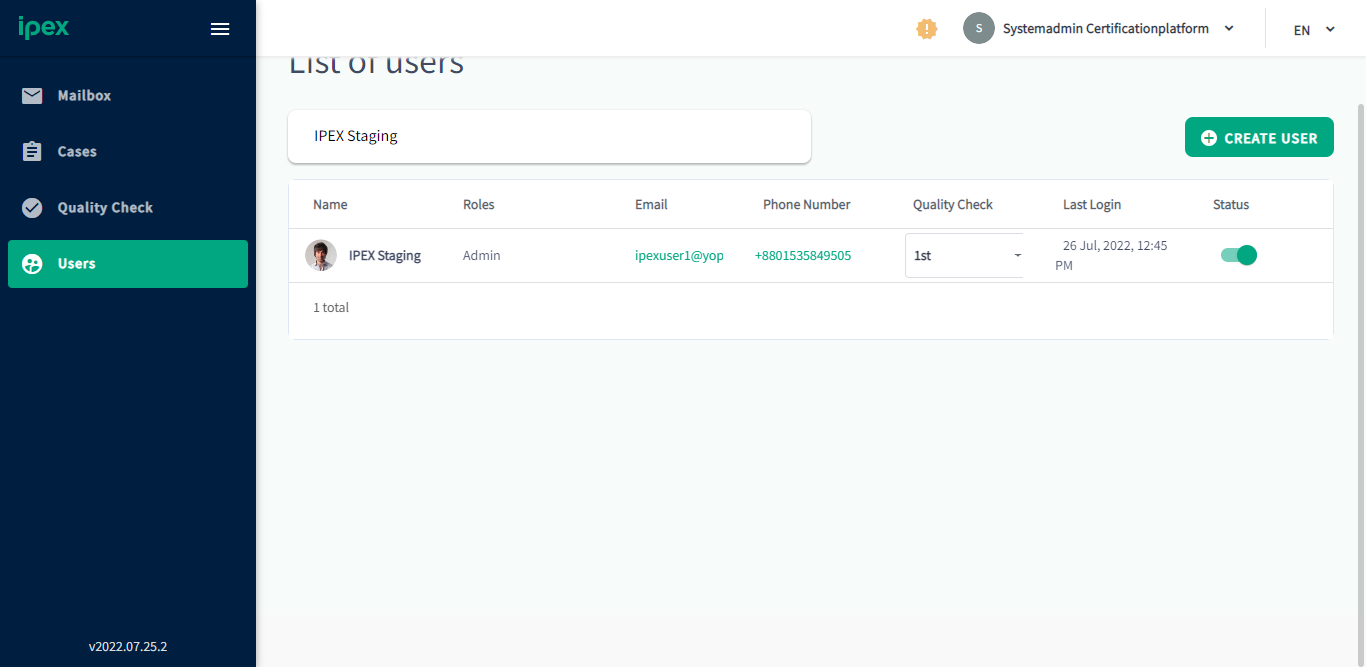 ipex
Systemadmin Certificationplatform
S
EN
Mailbox
Cases
Quality Check
Users
v2022.07.25.2
List of users
IPEX Staging
CREATE USER
Name Roles Email Phone Number Quality Check Last Login Status
IPEX Staging Admin ipexuser1@yop +8801535849505 1st 26 Jul, 2022, 12:45
PM
1 total